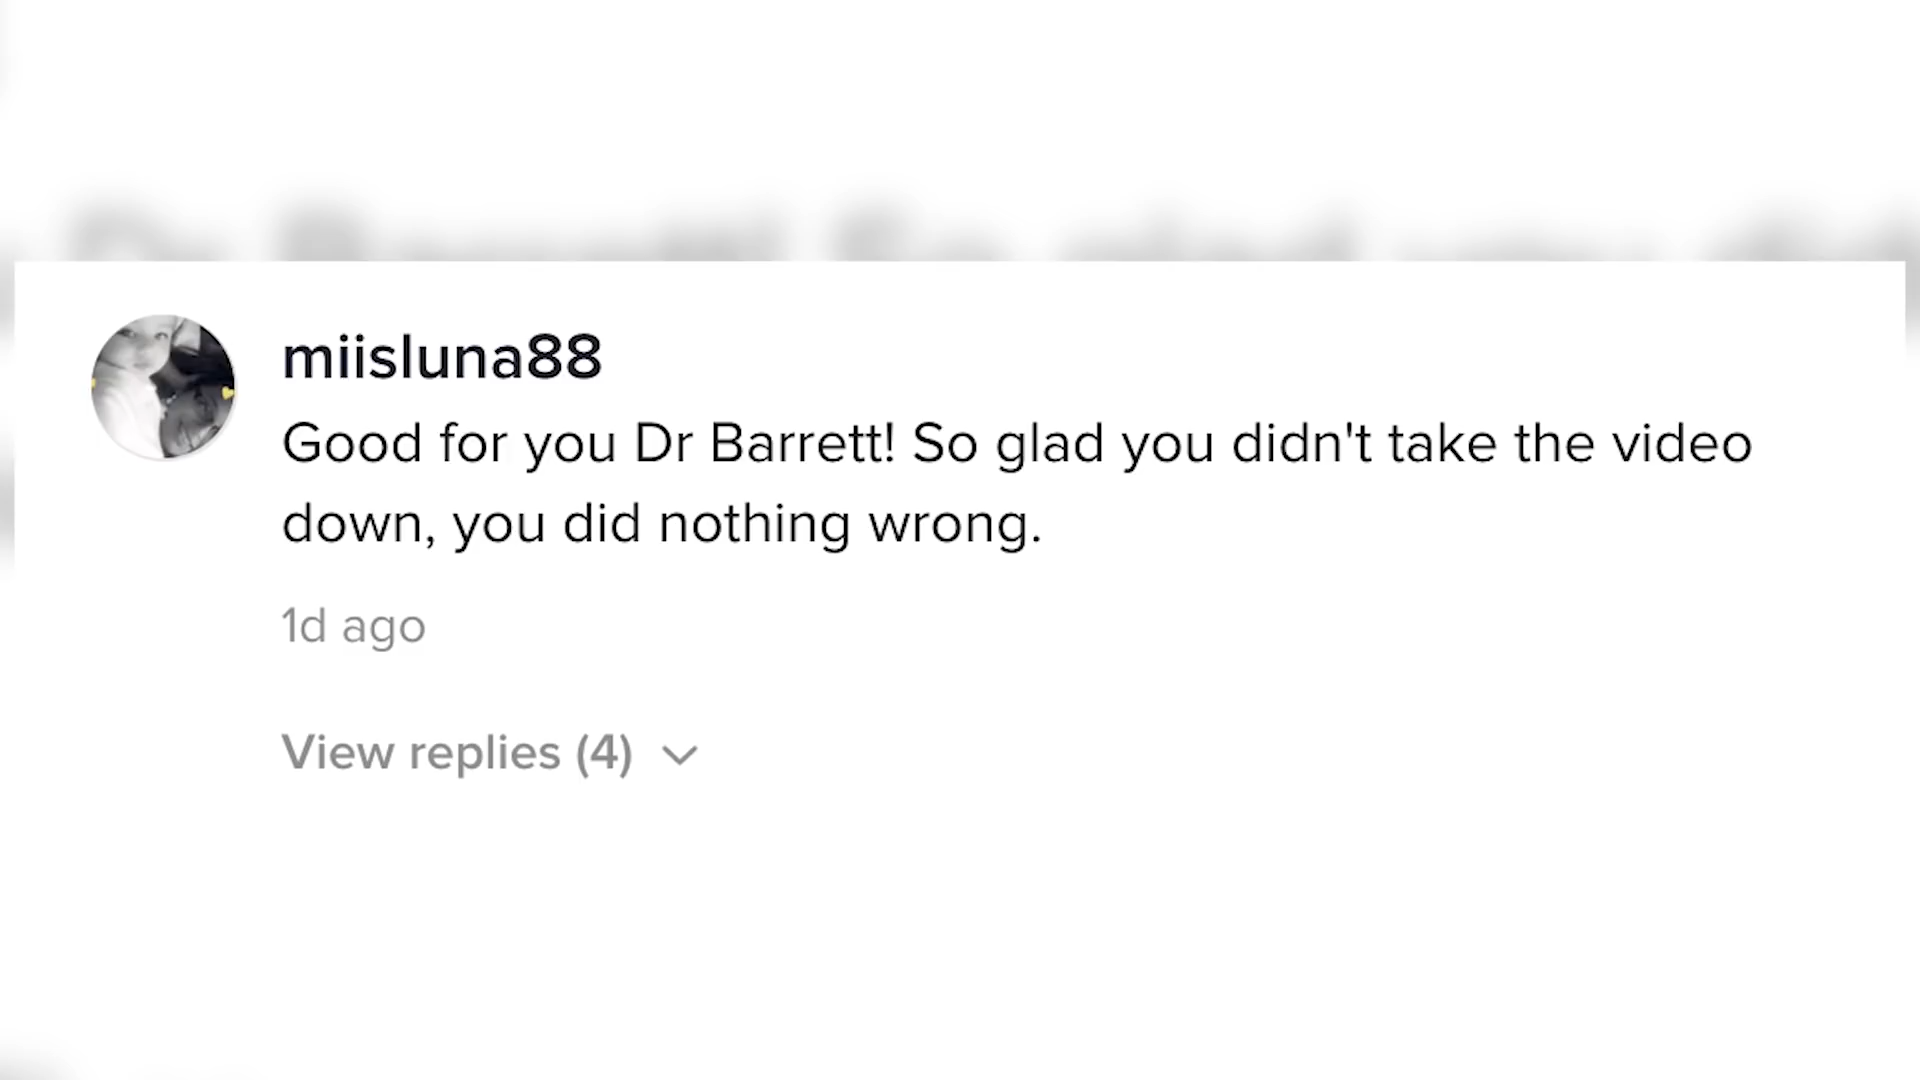 miisluna88
Good for you Dr Barrett! So glad you didn't take the video
down, you did nothing wrong.
1d ago
View replies (4)